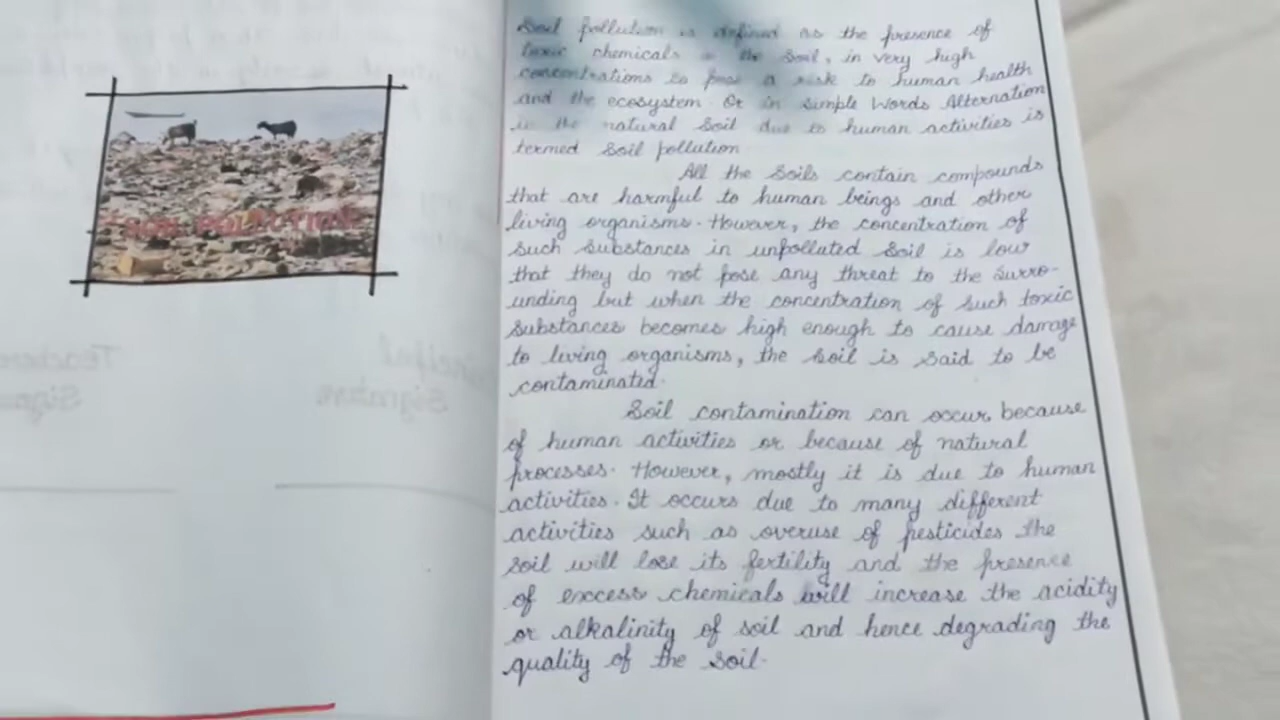 SOIL POLLUTION
Soil pollution is defined as the presence of
toxic chemicals in the soil, in very high
concentrations to pose a risk to human health
and the ecosystem. Or in simple Words Alternation
in the natural Soil due to human activities is
termed Soil pollution
All the Soils contain compounds
that are harmful to human beings and other
living organisms. However, the concentration of
such substances in unpolluted Soil is low
that they do not pose any threat to the surro-
unding but when the concentration of such toxic
substances becomes high enough to cause damage
to living organisms, the soil is said to be
contaminated.
Soil contamination can occur because
of human activities or because of natural
processes. However, mostly it is due to human
activities. It occurs due to many different
activities such as overuse of pesticides the
soil will lose its fertility and the presence
of excess chemicals will increase the acidity
or alkalinity of soil and hence degrading the
quality of the soil.
Teachers
Signature
Principal
Signature